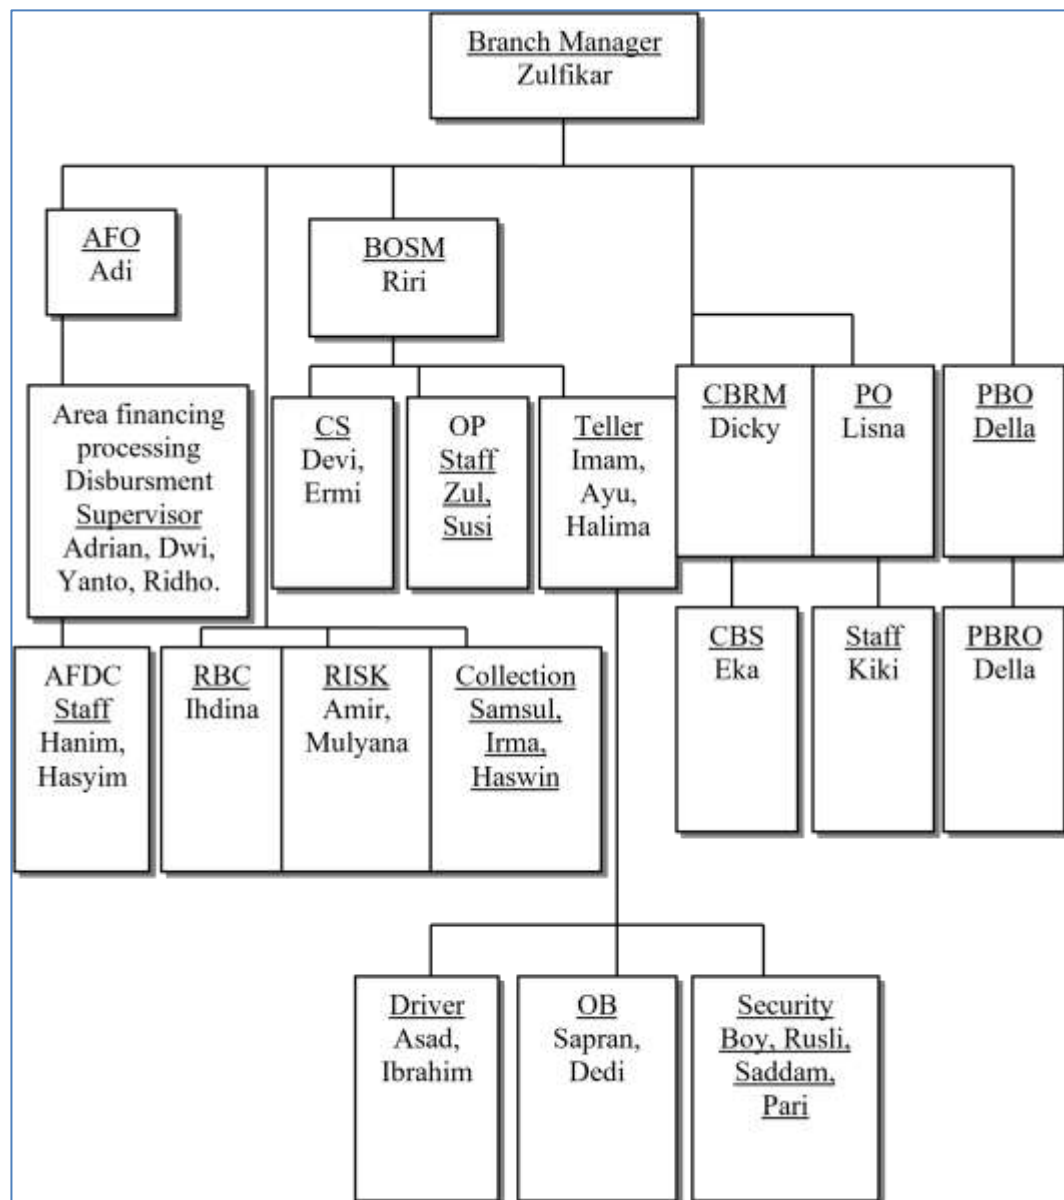 Branch Manager
Zulfikar
AFO
Adi
BOSM
Riri
Area financing
processing
Disbursment
Supervisor
Adrian, Dwi,
Yanto, Ridho.
CS
Devi,
Ermi
OP
Staff
Zul,
Susi
Teller
Imam,
Ayu,
Halima
CBRM
Dicky
PO
Lisna
PBO
Della
AFDC
Staff
Hanim,
Hasyim
RBC
Ihdina
RISK
Amir,
Mulyana
Collection
Samsul,
Irma,
Haswin
CBS
Eka
Staff
Kiki
PBRO
Della
Driver
Asad,
Ibrahim
OB
Sapran,
Dedi
Security
Boy, Rusli,
Saddam,
Pari